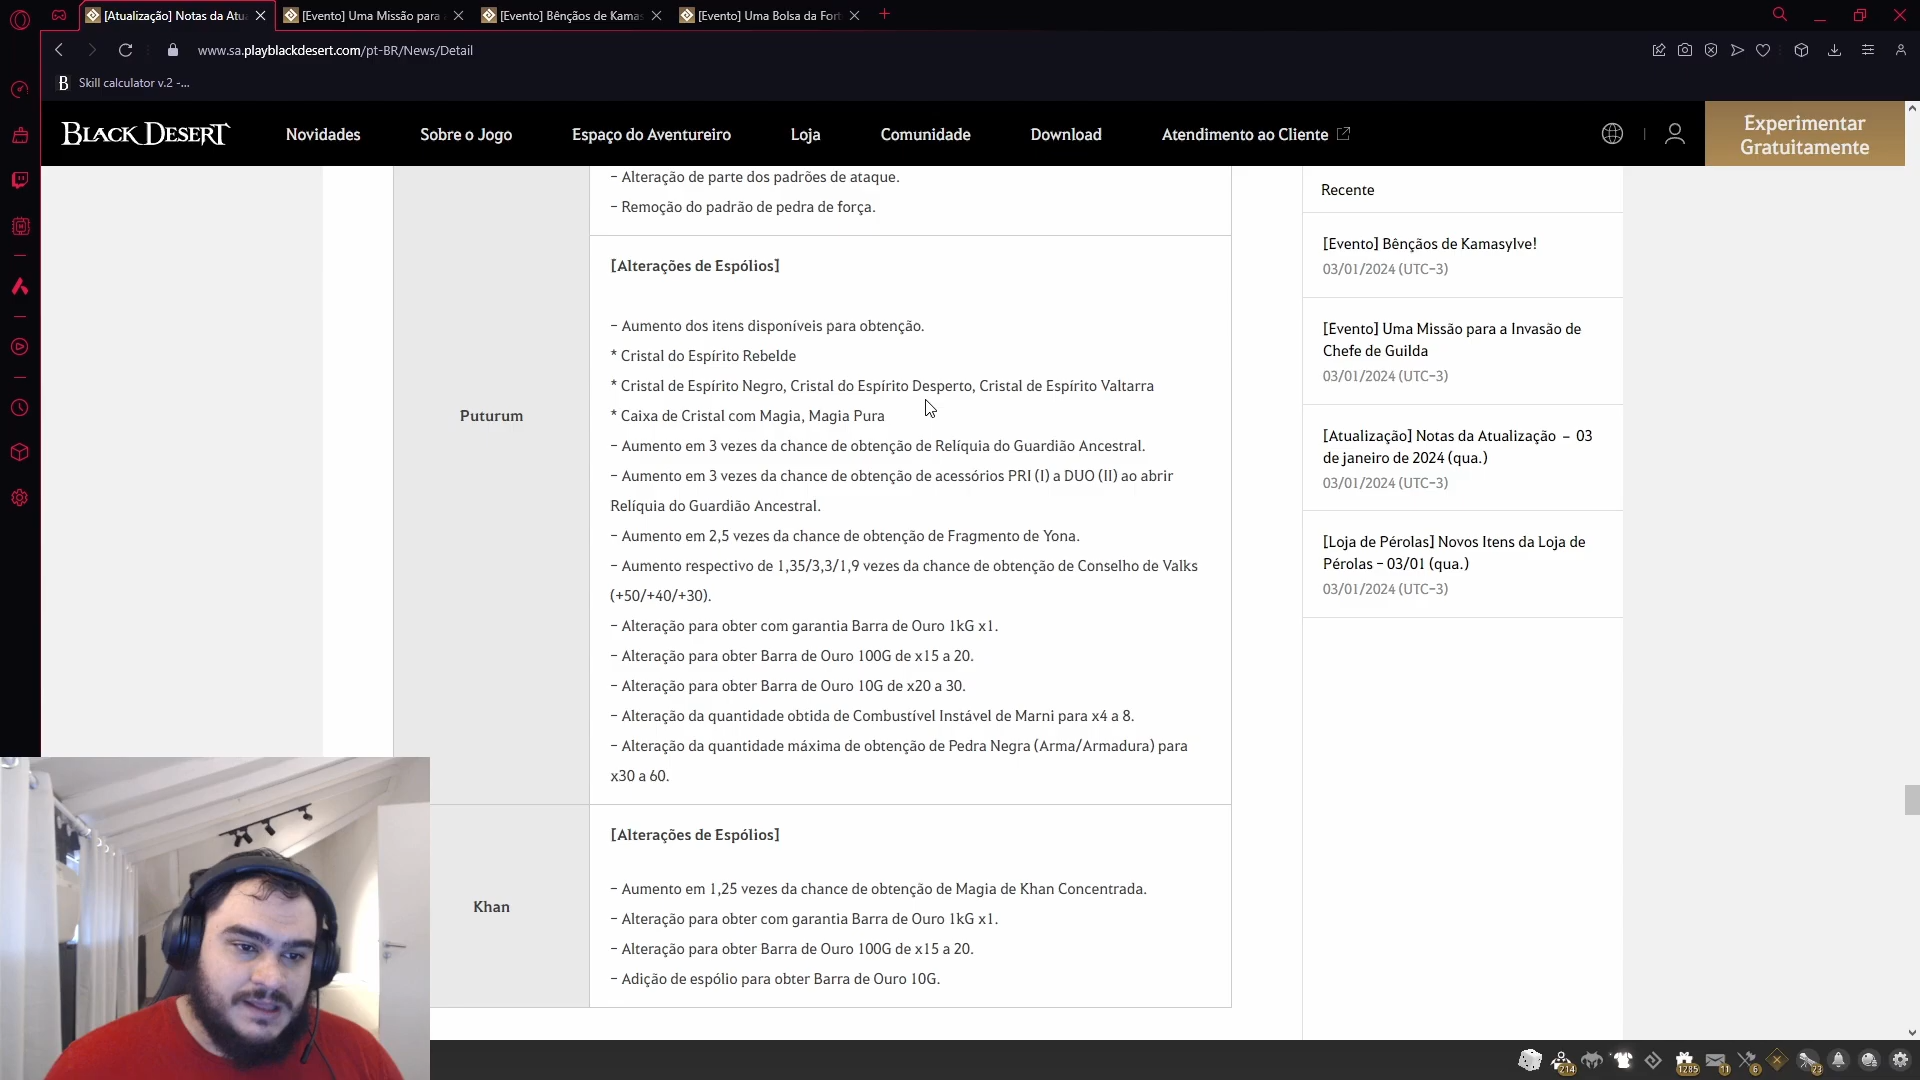 [Atualização] Notas da Atu
[Evento] Uma Missão para
[Evento] Bênçãos de Kamas
[Evento] Uma Bolsa da Fort
www.sa.playblackdesert.com/pt-BR/News/Detail
B Skill calculator v.2 -...
BLACK DESERT
Novidades
Sobre o Jogo
Espaço do Aventureiro
Loja
Comunidade
Download
Atendimento ao Cliente
Experimentar
Gratuitamente
- Alteração de parte dos padrões de ataque.
- Remoção do padrão de pedra de força.
Puturum
[Alterações de Espólios]
- Aumento dos itens disponíveis para obtenção.
* Cristal do Espírito Rebelde
* Cristal de Espírito Negro, Cristal do Espírito Desperto, Cristal de Espírito Valtarra
* Caixa de Cristal com Magia, Magia Pura
- Aumento em 3 vezes da chance de obtenção de Relíquia do Guardião Ancestral.
- Aumento em 3 vezes da chance de obtenção de acessórios PRI (I) a DUO (II) ao abrir
Relíquia do Guardião Ancestral.
- Aumento em 2,5 vezes da chance de obtenção de Fragmento de Yona.
- Aumento respectivo de 1,35/3,3/1,9 vezes da chance de obtenção de Conselho de Valks
(+50/+40/+30).
- Alteração para obter com garantia Barra de Ouro 1kG x1.
- Alteração para obter Barra de Ouro 100G de x15 a 20.
- Alteração para obter Barra de Ouro 10G de x20 a 30.
- Alteração da quantidade obtida de Combustível Instável de Marni para x4 a 8.
- Alteração da quantidade máxima de obtenção de Pedra Negra (Arma/Armadura) para
x30 a 60.
Khan
[Alterações de Espólios]
- Aumento em 1,25 vezes da chance de obtenção de Magia de Khan Concentrada.
- Alteração para obter com garantia Barra de Ouro 1kG x1.
- Alteração para obter Barra de Ouro 100G de x15 a 20.
- Adição de espólio para obter Barra de Ouro 10G.
Recente
[Evento] Bênçãos de Kamasylve!
03/01/2024 (UTC-3)
[Evento] Uma Missão para a Invasão de
Chefe de Guilda
03/01/2024 (UTC-3)
[Atualização] Notas da Atualização - 03
de janeiro de 2024 (qua.)
03/01/2024 (UTC-3)
[Loja de Pérolas] Novos Itens da Loja de
Pérolas - 03/01 (qua.)
03/01/2024 (UTC-3)
214
1285
11
6
23